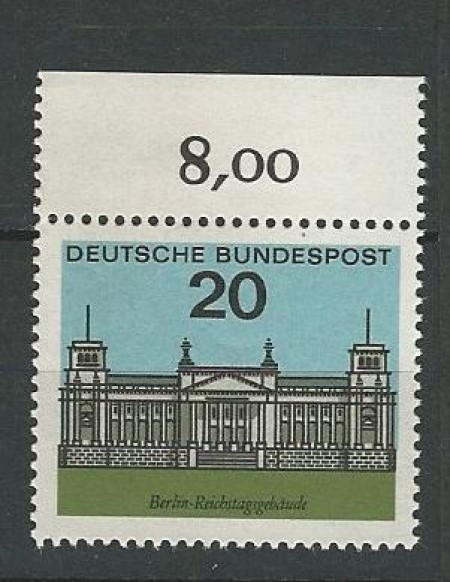 8,00
DEUTSCHE BUNDESPOST
20
Berlin-Reichstagsgebäude